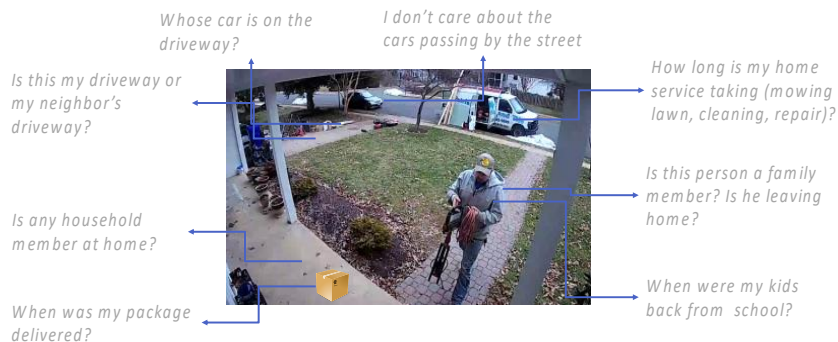 Whose car is on the
driveway?
I don't care about the
cars passing by the street
Is this my driveway or
my neighbor's
driveway?
How long is my home
service taking (mowing
lawn, cleaning, repair)?
Is this person a family
member? Is he leaving
home?
Is any household
member at home?
When were my kids
back from school?
When was my package
delivered?